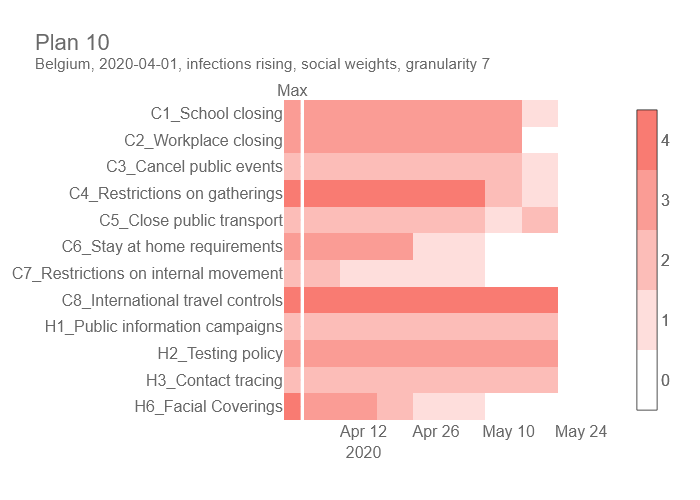 Plan 10
Belgium, 2020-04-01, infections rising, social weights, granularity 7
Max
C1_School closing
C2_Workplace closing
C3_Cancel public events
C4_Restrictions on gatherings
C5_Close public transport
C6_Stay at home requirements
C7_Restrictions on internal movement
C8_International travel controls
H1_Public information campaigns
H2_Testing policy
H3_Contact tracing
H6_Facial Coverings
Apr 12 Apr 26 May 10 May 24
2020
4
3
2
1
0